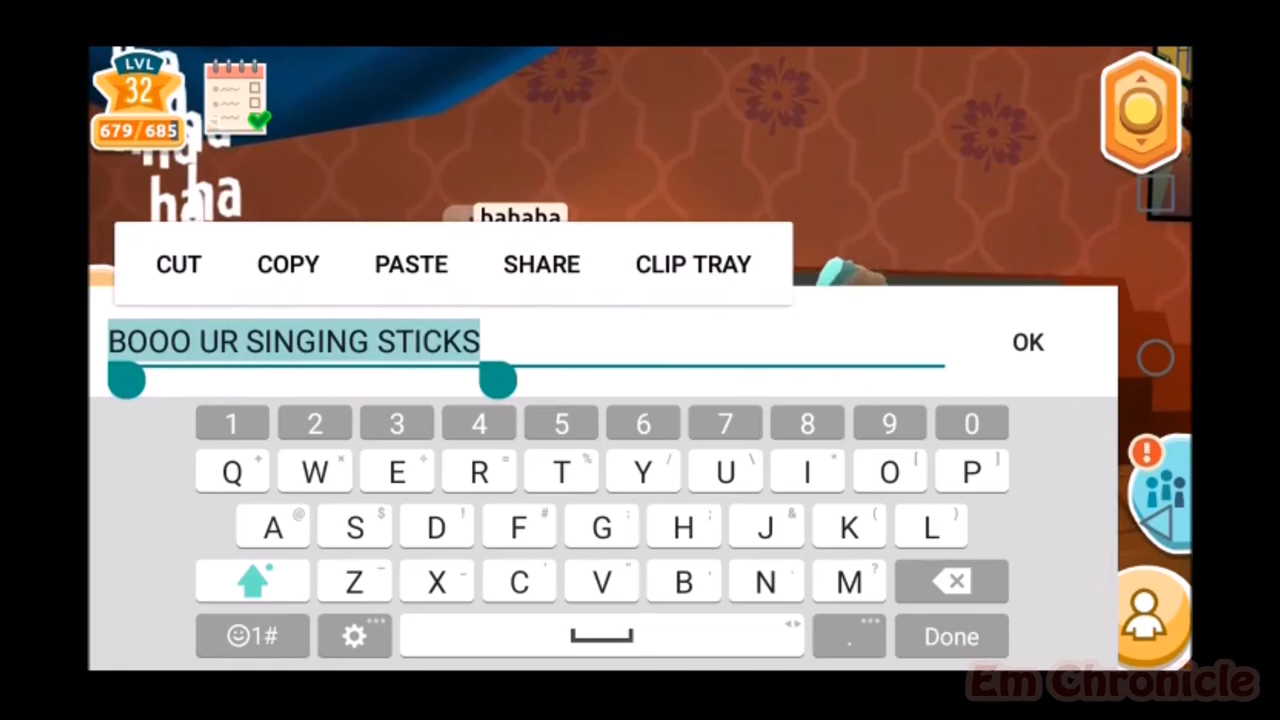 LVL
32
679/685
haha
hahaha
CUT COPY PASTE SHARE CLIP TRAY
BOOO UR SINGING STICKS
OK
1 2 3 4 5 6 7 8 9 0
Q + W × E ÷ R = T % Y / U \ I * O [ P ]
A @ S $ D ! F # G : H ; J & K ( L )
Z - X _ C ' V " B , N . M ?
1# . Done
Em Chronicle